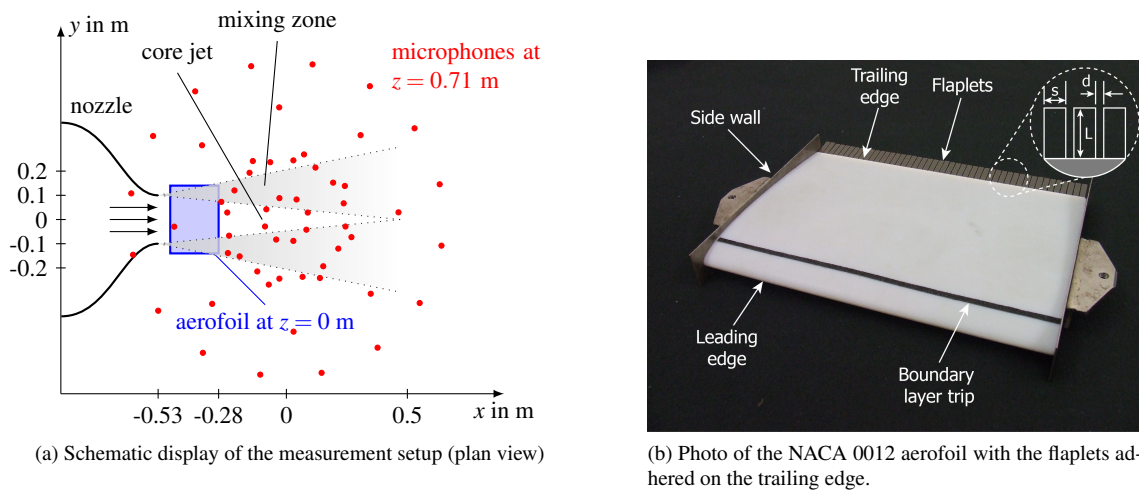 y in m
mixing zone
core jet
microphones at
z = 0.71 m
nozzle
0.2
0.1
0
-0.1
-0.2
aerofoil at z = 0 m
-0.53
-0.28
0
0.5
x in m
(a) Schematic display of the measurement setup (plan view)
Trailing
edge
Flaplets
Side wall
s
d
L
Leading
edge
Boundary
layer trip
(b) Photo of the NACA 0012 aerofoil with the flaplets ad-
hered on the trailing edge.